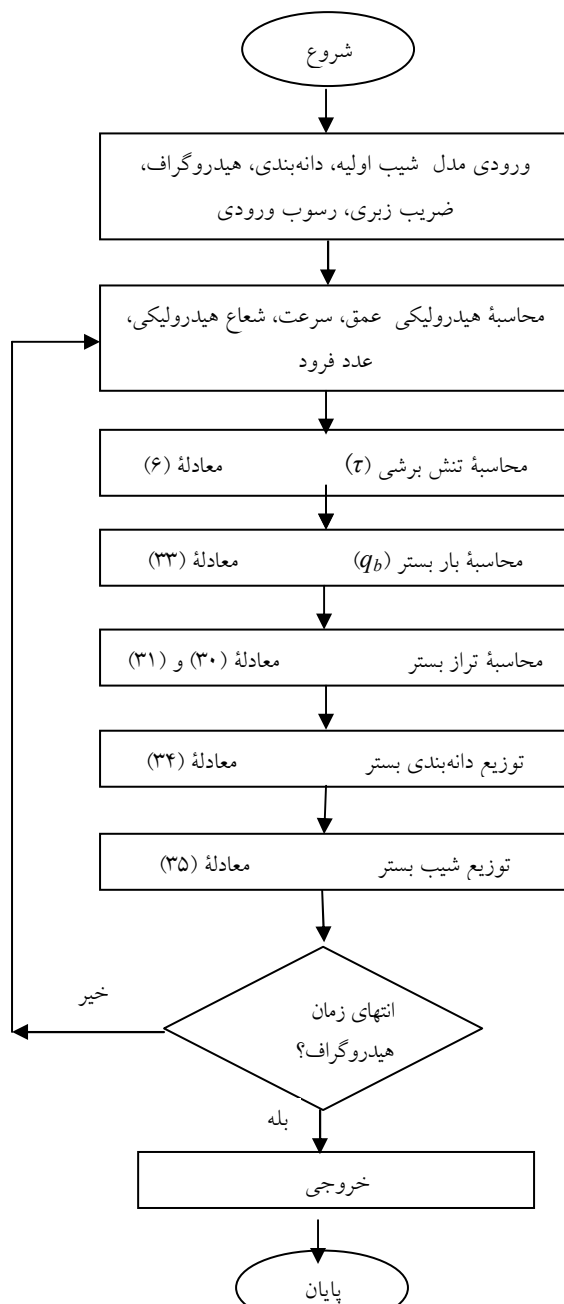 شروع
ورودی مدل شیب اولیه، دانه‌بندی، هیدروگراف،
ضریب زبری، رسوب ورودی
محاسبهٔ هیدرولیکی عمق، سرعت، شعاع هیدرولیکی،
عدد فرود
محاسبهٔ تنش برشی (τ) معادلهٔ (۶)
محاسبهٔ بار بستر (q_b) معادلهٔ (۳۳)
محاسبهٔ تراز بستر معادلهٔ (۳۰) و (۳۱)
توزیع دانه‌بندی بستر معادلهٔ (۳۴)
توزیع شیب بستر معادلهٔ (۳۵)
انتهای زمان
هیدروگراف؟
خیر
بله
خروجی
پایان